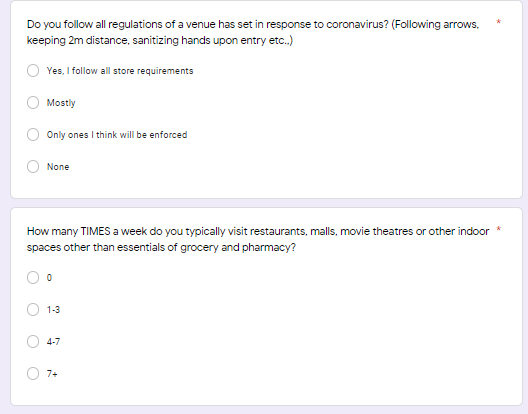 Do you follow all regulations of a venue has set in response to coronavirus? (Following arrows, *
keeping 2m distance, sanitizing hands upon entry etc..)
Yes, I follow all store requirements
Mostly
Only ones I think will be enforced
None
How many TIMES a week do you typically visit restaurants, malls, movie theatres or other indoor *
spaces other than essentials of grocery and pharmacy?
0
1-3
4-7
7+